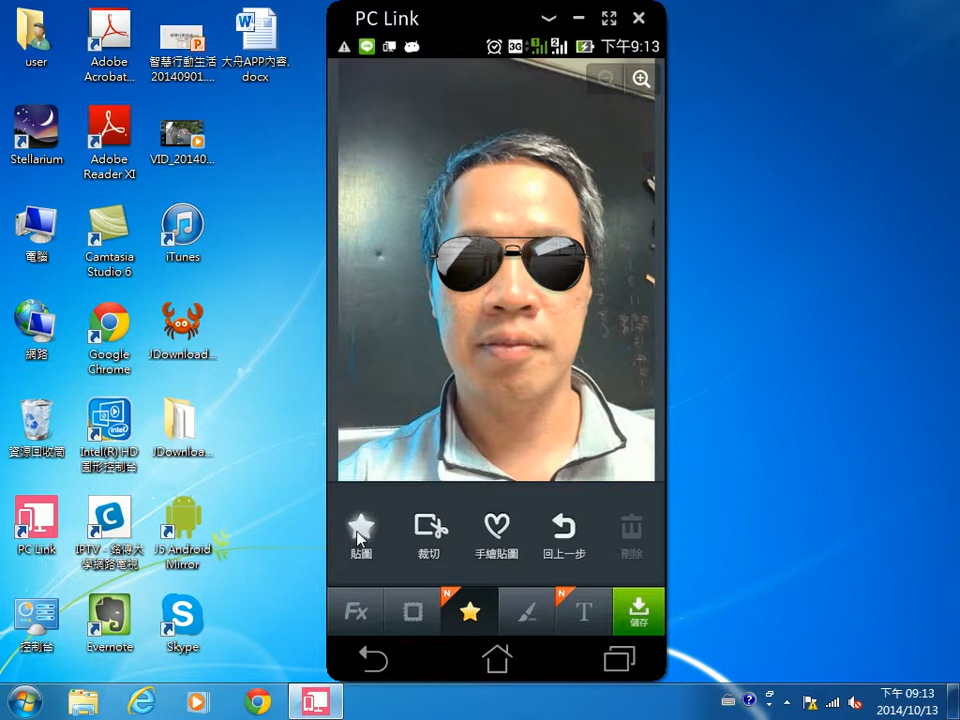 PC Link
3G
1
2
下午9:13
user
Adobe
Acrobat...
智慧行動生活
20140901....
大舟APP內容.
docx
Stellarium
Adobe
Reader XI
VID_20140...
電腦
Camtasia
Studio 6
iTunes
網路
Google
Chrome
JDownload...
資源回收筒
Intel(R) HD
圖形控制台
JDownloa...
PC Link
IPTV - 銘傳大
學網路電視
J5 Android
Mirror
控制台
Evernote
Skype
貼圖
裁切
手繪貼圖
回上一步
刪除
Fx
N
N
T
儲存
下午 09:13
2014/10/13